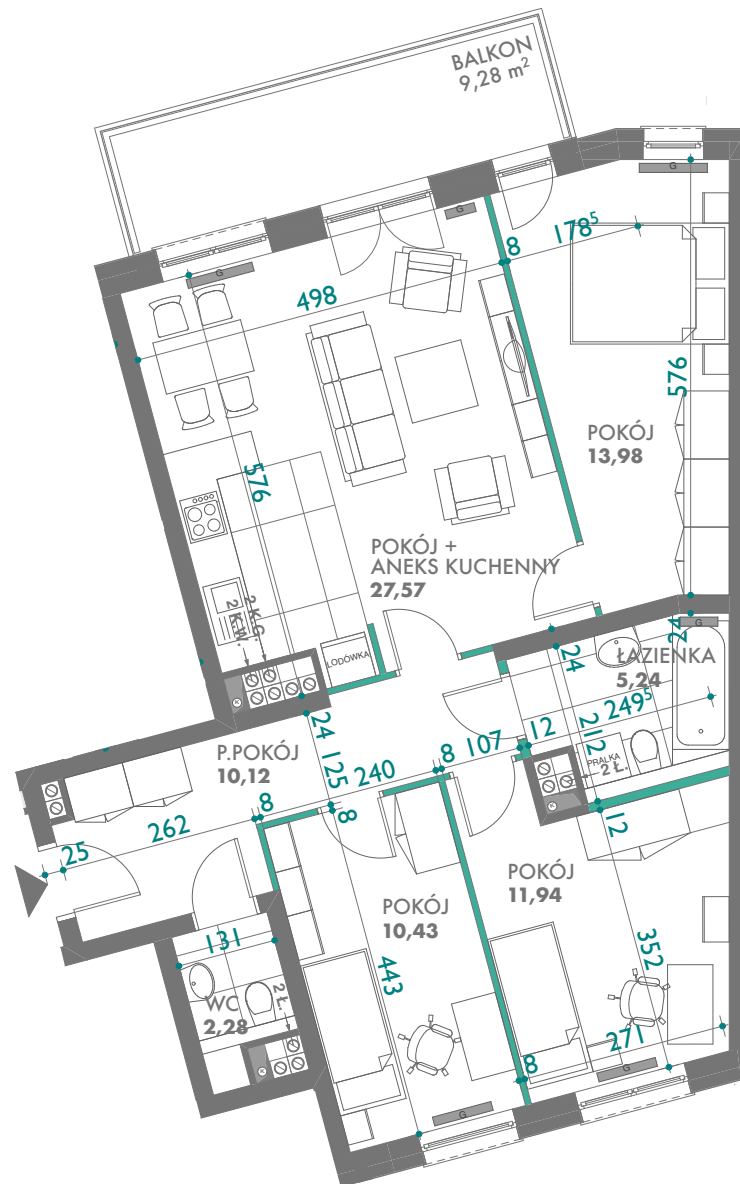 BALKON
9,28 m²
G
G
G
8
178⁵
498
576
POKÓJ
13,98
576
POKÓJ +
ANEKS KUCHENNY
27,57
2 K.G.
2 K.W.
LODÓWKA
K
G
24
ŁAZIENKA
5,24
24
249⁵
212
PRALKA
2 Ł.
K
12
107
8
240
24
125
8
8
P.POKÓJ
10,12
262
25
12
POKÓJ
11,94
POKÓJ
10,43
131
WC
2,28
2 Ł.
K
443
352
271
8
G
G